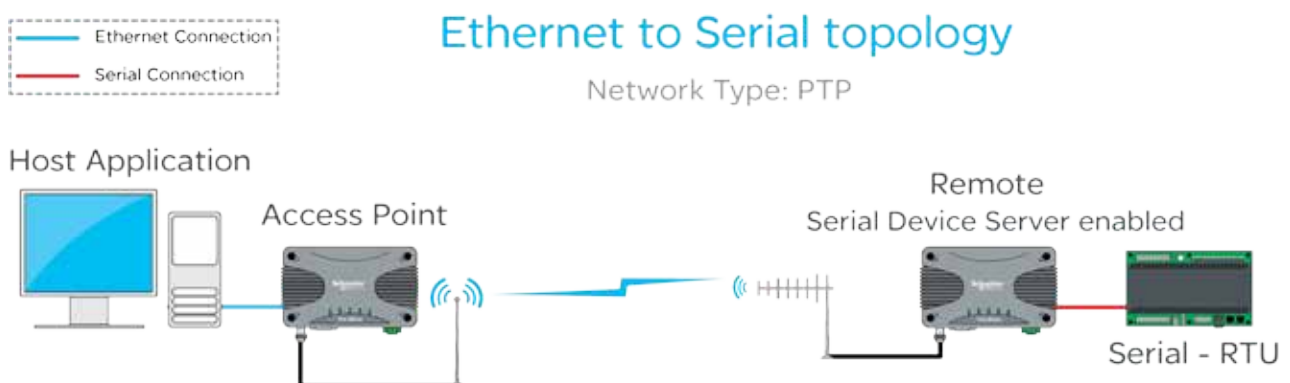 Ethernet Connection
Serial Connection
Ethernet to Serial topology
Network Type: PTP
Host Application
Access Point
Remote
Serial Device Server enabled
Serial - RTU